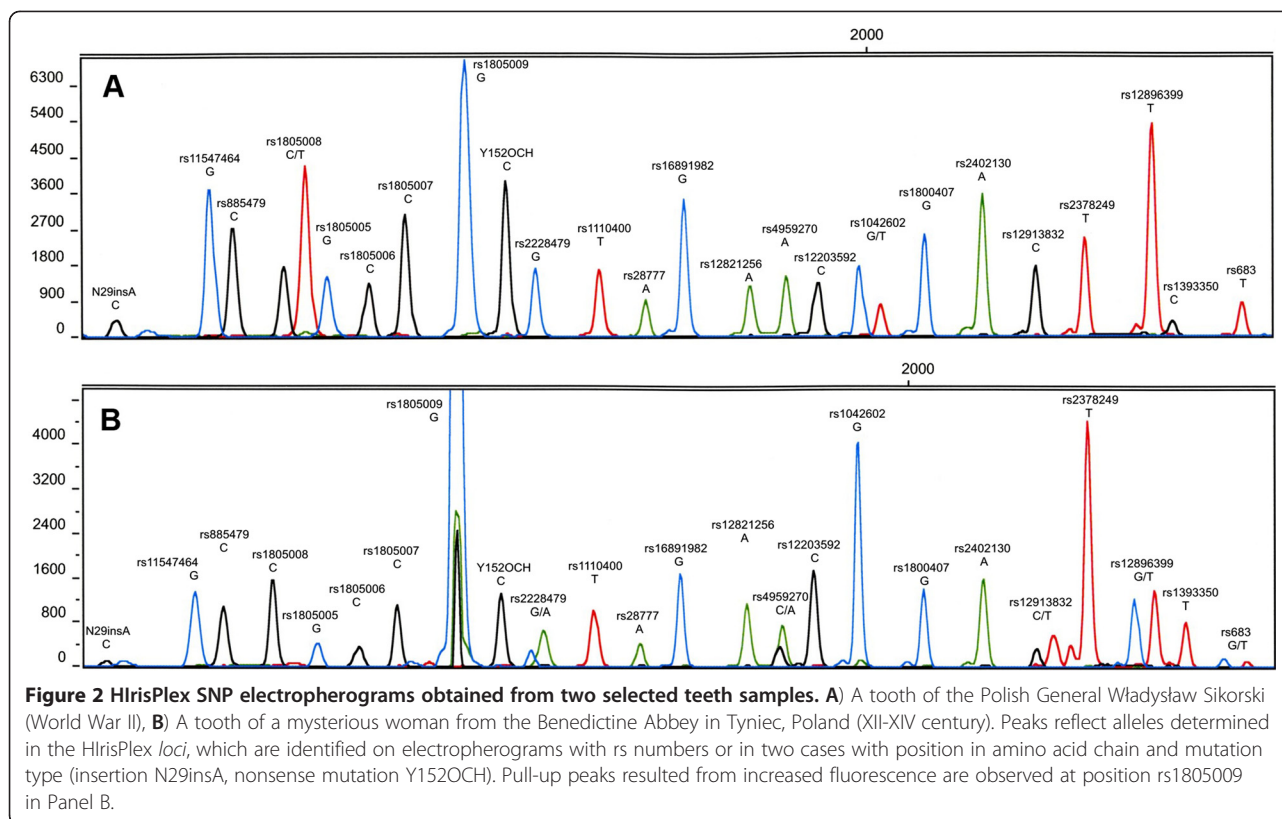 2000
A
6300
5400
4500
3600
2700
1800
900
0
N29insA
C
rs11547464
G
rs885479
C
rs1805008
C/T
rs1805005
G
rs1805006
C
rs1805007
C
rs1805009
G
Y152OCH
C
rs2228479
G
rs1110400
T
rs28777
A
rs16891982
G
rs12821256
A
rs4959270
A
rs12203592
C
rs1042602
G/T
rs1800407
G
rs2402130
A
rs12913832
C
rs2378249
T
rs12896399
T
rs1393350
C
rs683
T
2000
B
4000
3200
2400
1600
800
0
N29insA
C
rs11547464
G
rs885479
C
rs1805008
C
rs1805005
G
rs1805006
C
rs1805007
C
rs1805009
G
Y152OCH
C
rs2228479
G/A
rs1110400
T
rs28777
A
rs16891982
G
rs12821256
A
rs4959270
C/A
rs12203592
C
rs1042602
G
rs1800407
G
rs2402130
A
rs12913832
C/T
rs2378249
T
rs12896399
G/T
rs1393350
T
rs683
G/T
Figure 2 HIrisPlex SNP electropherograms obtained from two selected teeth samples. A) A tooth of the Polish General Władysław Sikorski
(World War II), B) A tooth of a mysterious woman from the Benedictine Abbey in Tyniec, Poland (XII-XIV century). Peaks reflect alleles determined
in the HIrisPlex loci, which are identified on electropherograms with rs numbers or in two cases with position in amino acid chain and mutation
type (insertion N29insA, nonsense mutation Y152OCH). Pull-up peaks resulted from increased fluorescence are observed at position rs1805009
in Panel B.